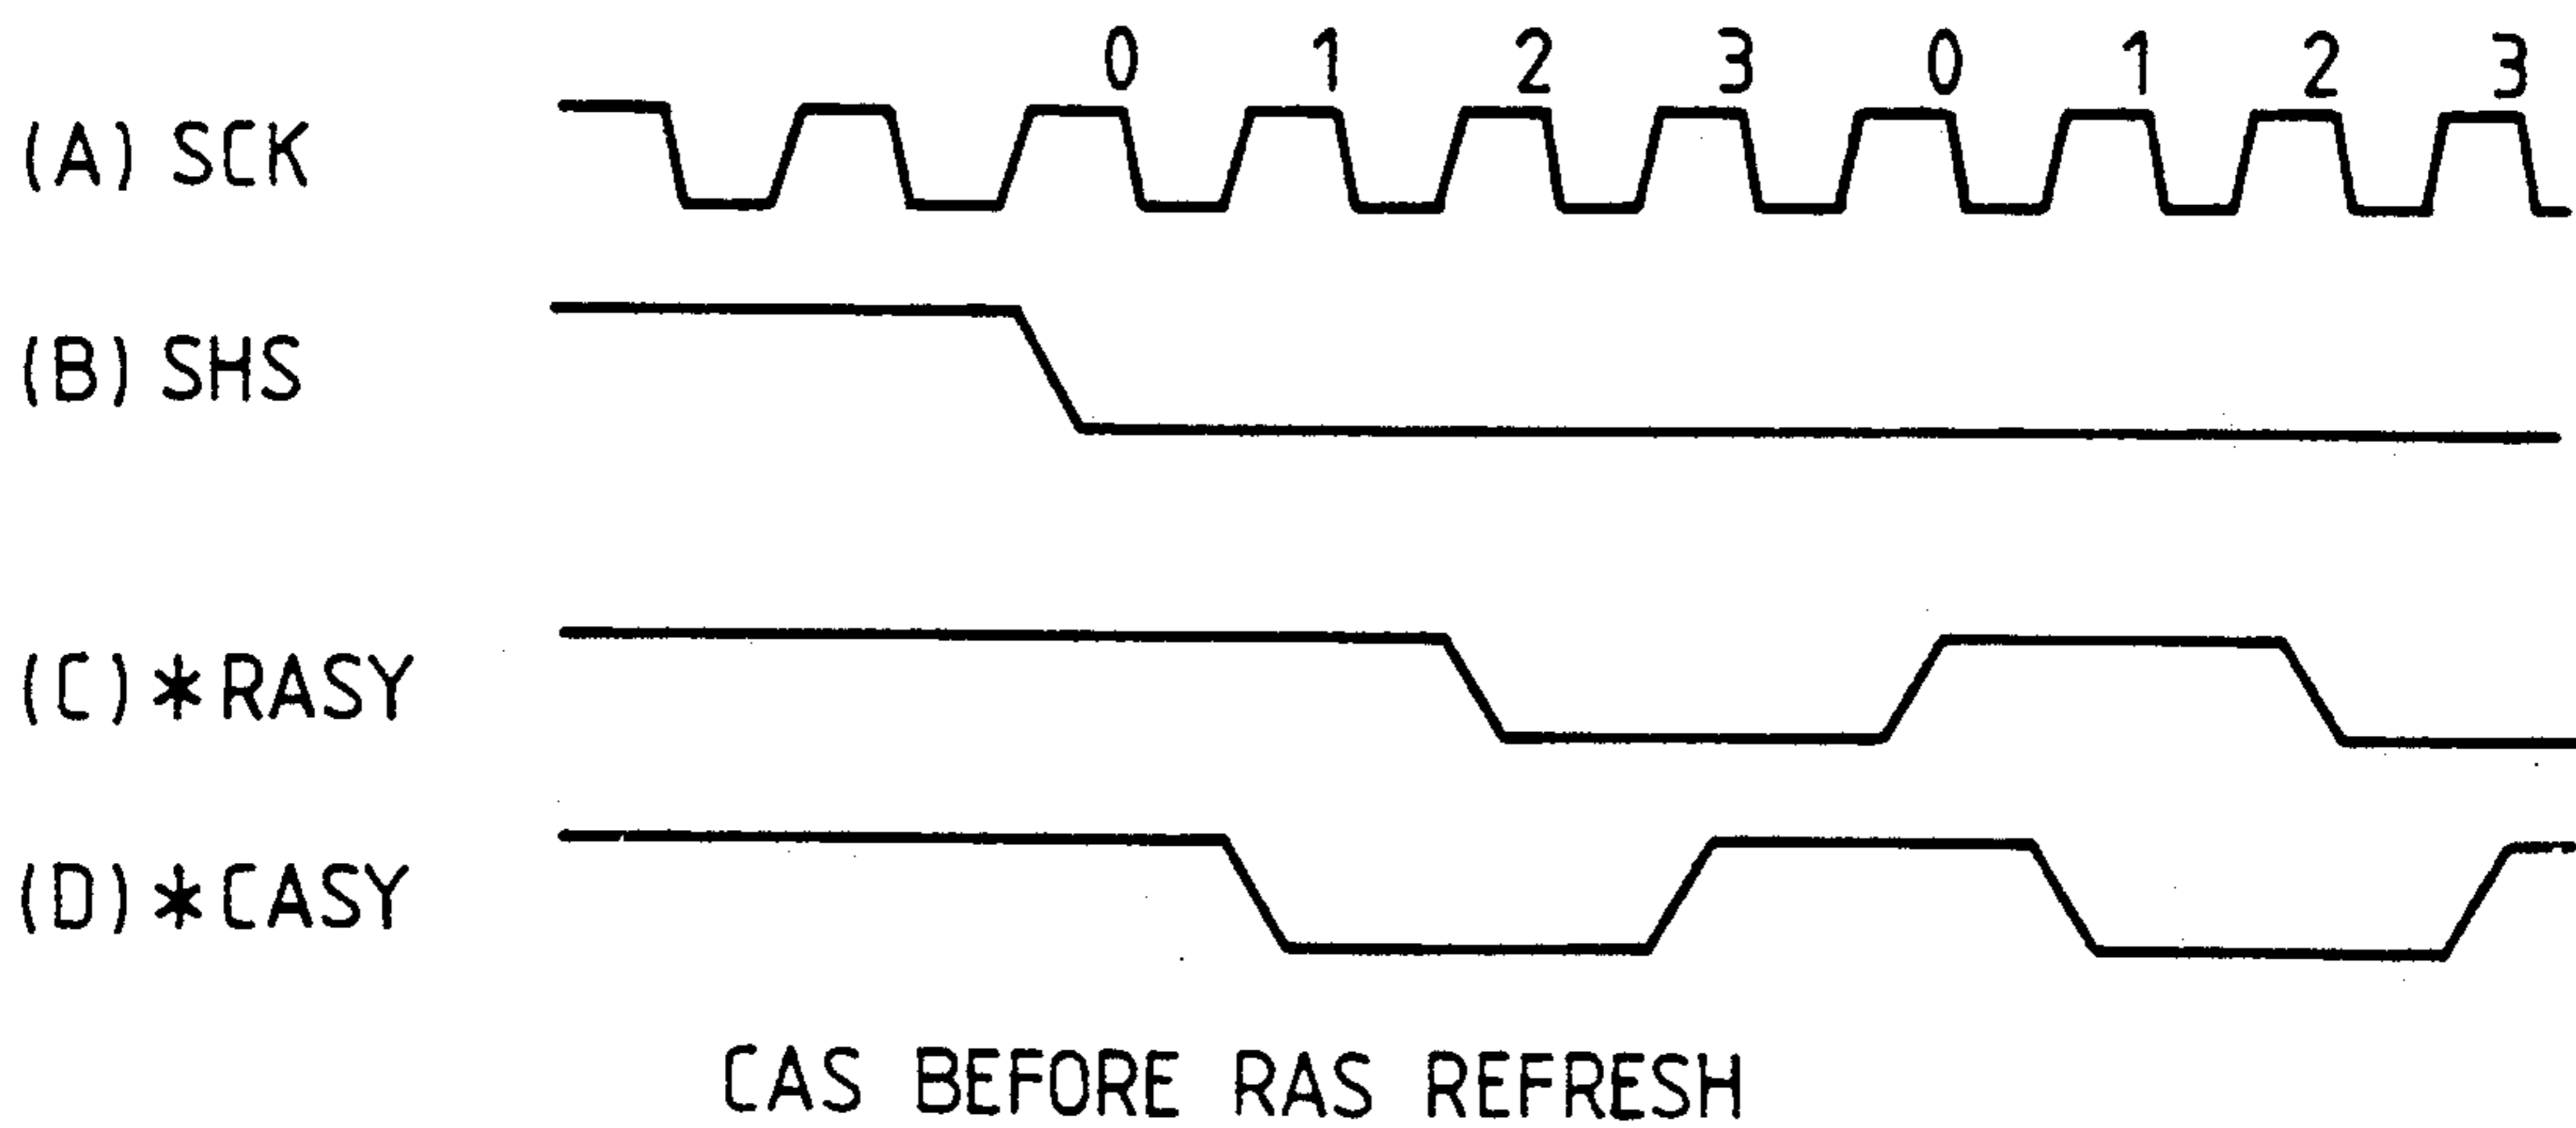 0 1 2 3 0 1 2 3
(A) SCK
(B) SHS
(C) *RASY
(D) *CASY
CAS BEFORE RAS REFRESH